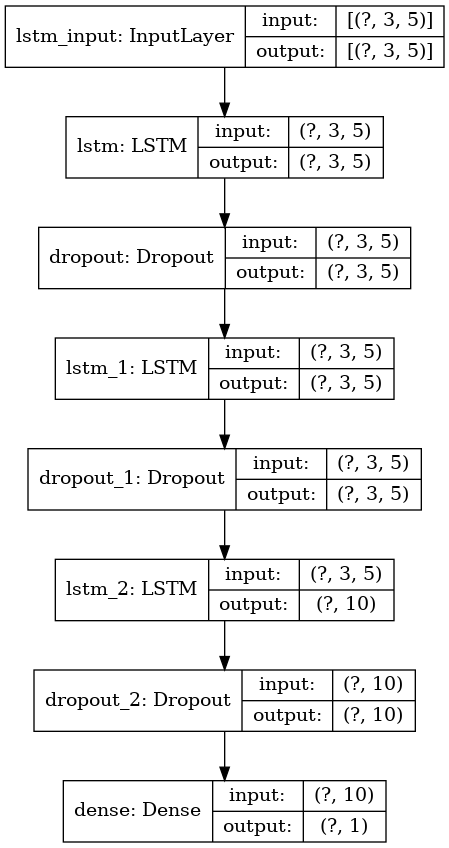 lstm_input: InputLayer
input: [(?, 3, 5)]
output: [(?, 3, 5)]
lstm: LSTM
input: (?, 3, 5)
output: (?, 3, 5)
dropout: Dropout
input: (?, 3, 5)
output: (?, 3, 5)
lstm_1: LSTM
input: (?, 3, 5)
output: (?, 3, 5)
dropout_1: Dropout
input: (?, 3, 5)
output: (?, 3, 5)
lstm_2: LSTM
input: (?, 3, 5)
output: (?, 10)
dropout_2: Dropout
input: (?, 10)
output: (?, 10)
dense: Dense
input: (?, 10)
output: (?, 1)